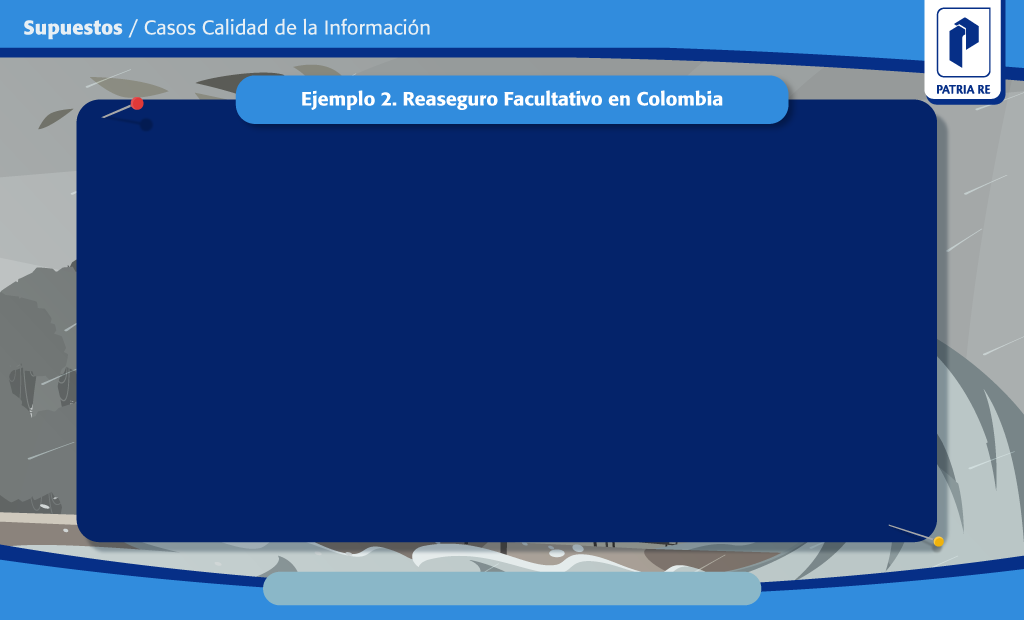 Supuestos / Casos Calidad de la Información
PATRIA RE
Ejemplo 2. Reaseguro Facultativo en Colombia